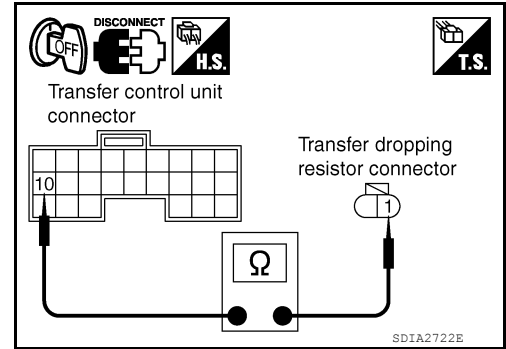 DISCONNECT
OFF
H.S.
T.S.
Transfer control unit
connector
Transfer dropping
resistor connector
10
1
Ω
SDIA2722E